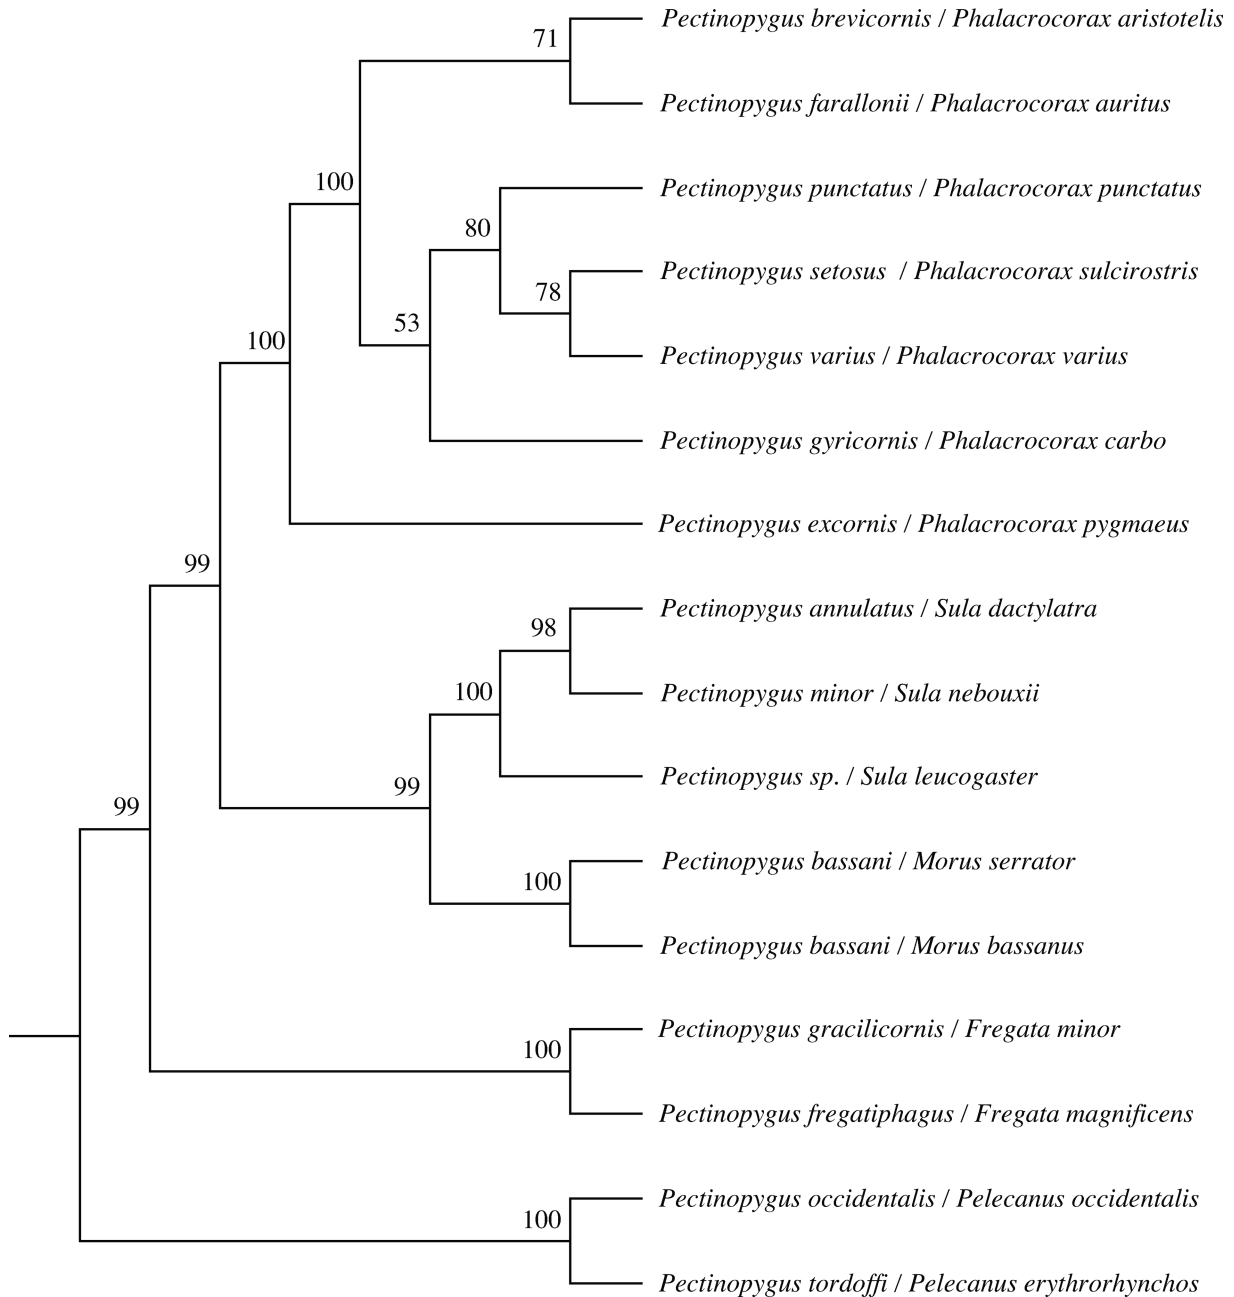 Pectinopygus brevicornis / Phalacrocorax aristotelis
71
Pectinopygus farallonii / Phalacrocorax auritus
100
Pectinopygus punctatus / Phalacrocorax punctatus
80
Pectinopygus setosus / Phalacrocorax sulcirostris
78
53
Pectinopygus varius / Phalacrocorax varius
100
Pectinopygus gyricornis / Phalacrocorax carbo
Pectinopygus excornis / Phalacrocorax pygmaeus
99
Pectinopygus annulatus / Sula dactylatra
98
Pectinopygus minor / Sula nebouxii
100
Pectinopygus sp. / Sula leucogaster
99
99
Pectinopygus bassani / Morus serrator
100
Pectinopygus bassani / Morus bassanus
Pectinopygus gracilicornis / Fregata minor
100
Pectinopygus fregatiphagus / Fregata magnificens
Pectinopygus occidentalis / Pelecanus occidentalis
100
Pectinopygus tordoffi / Pelecanus erythrorhynchos